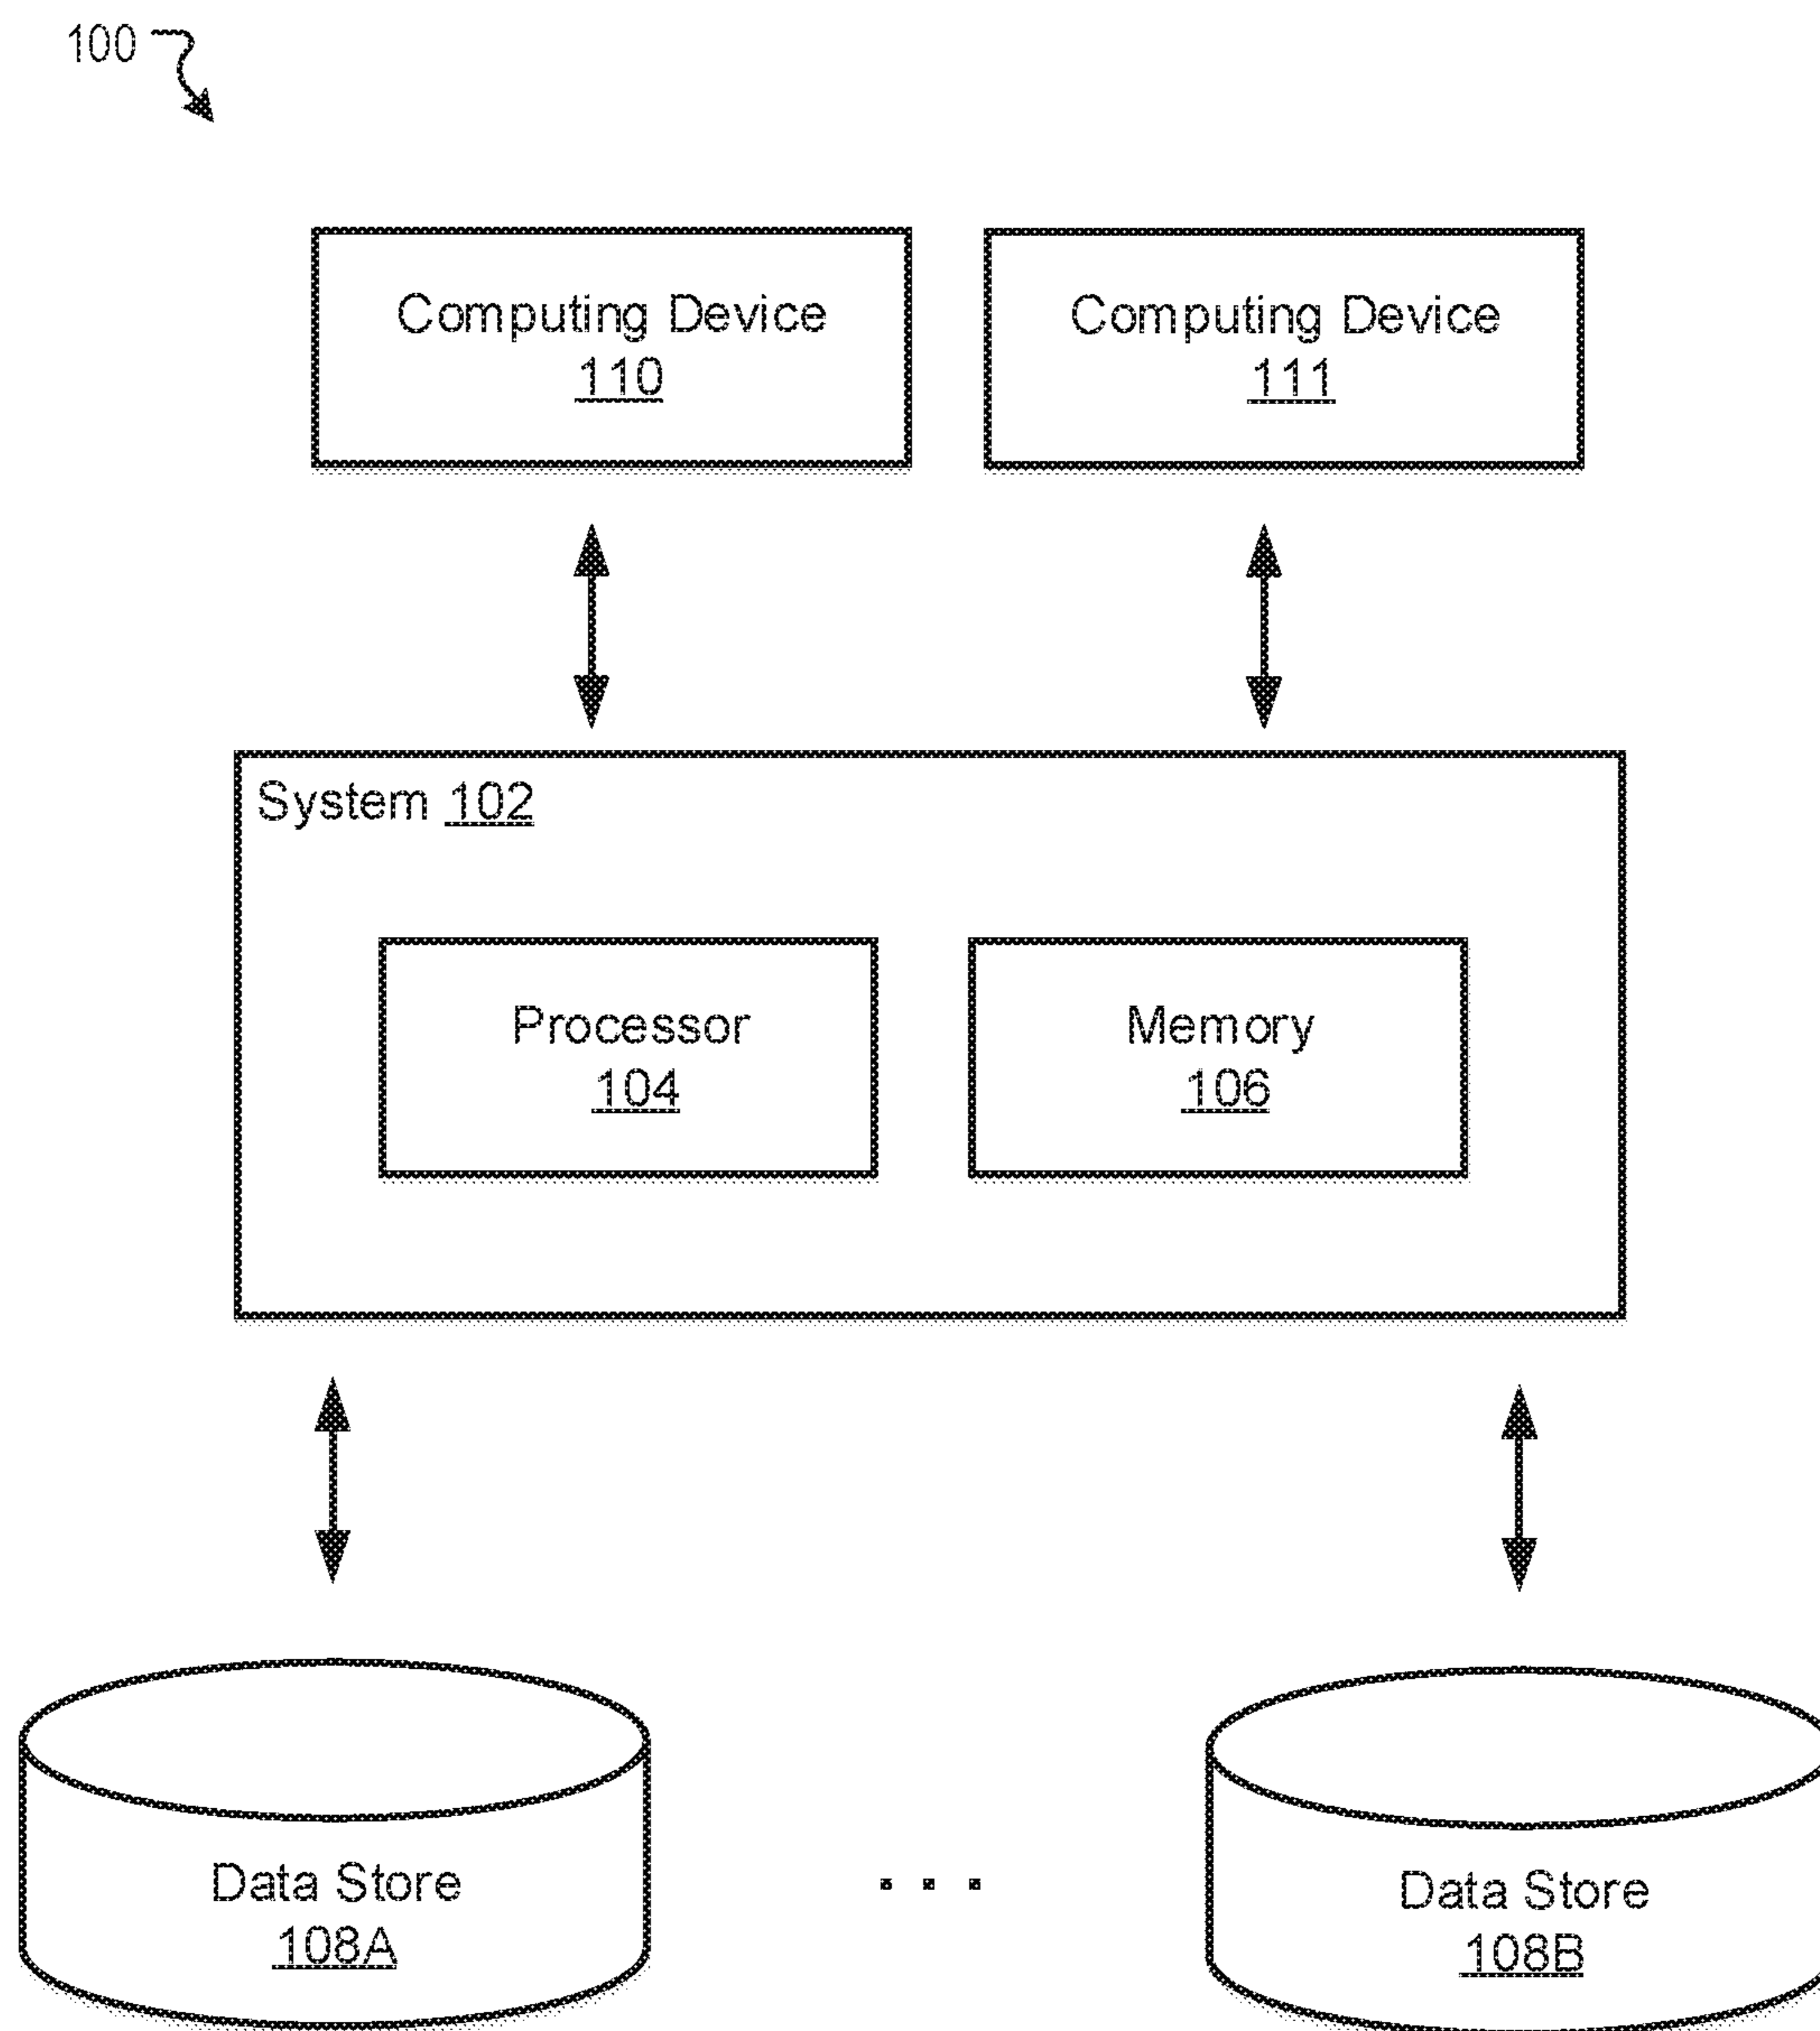 100
Computing Device
110
Computing Device
111
System 102
Processor
104
Memory
106
Data Store
108A
...
Data Store
108B